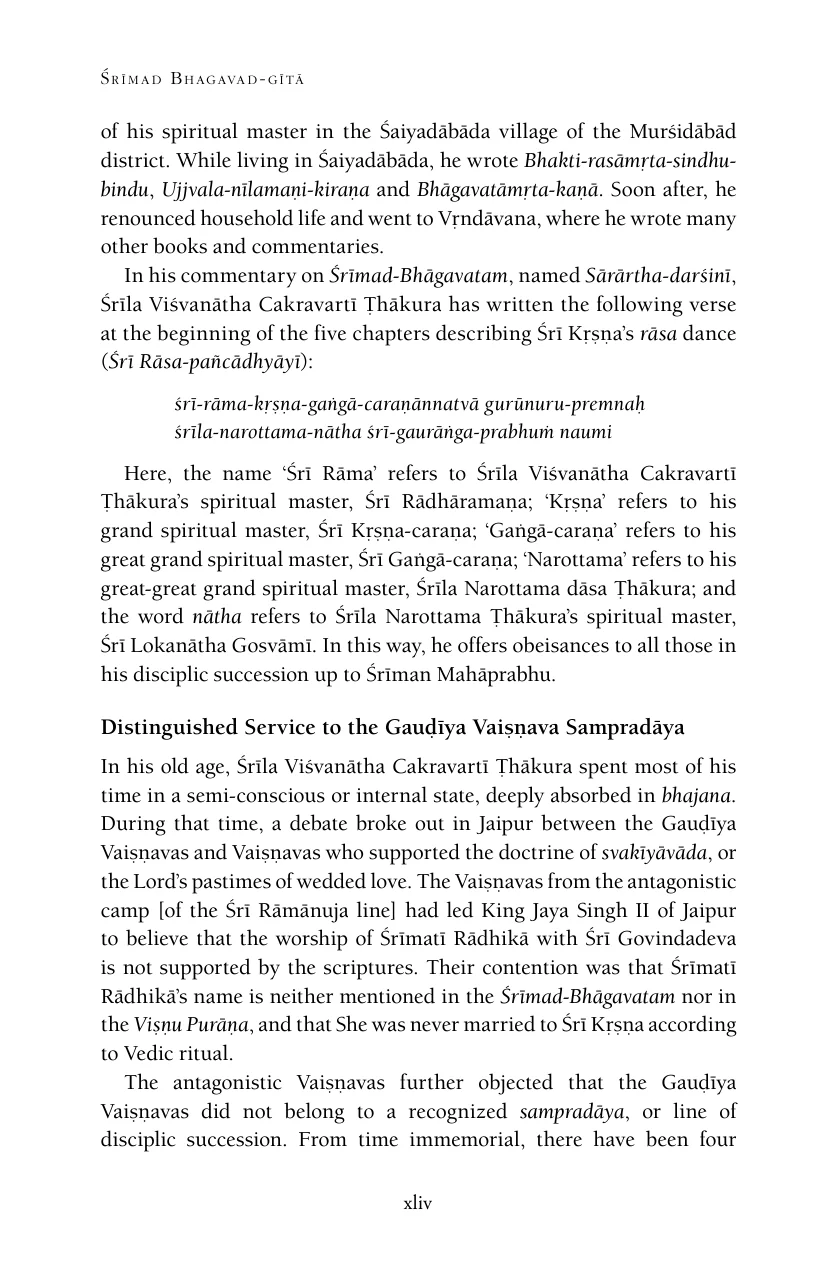 Śrīmad Bhagavad-gītā
of his spiritual master in the Śaiyadābāda village of the Murśidābād
district. While living in Śaiyadābāda, he wrote Bhakti-rasāmṛta-sindhu-
bindu, Ujjvala-nīlamaṇi-kiraṇa and Bhāgavatāmṛta-kaṇā. Soon after, he
renounced household life and went to Vṛndāvana, where he wrote many
other books and commentaries.
In his commentary on Śrīmad-Bhāgavatam, named Sārārtha-darśinī,
Śrīla Viśvanātha Cakravartī Ṭhākura has written the following verse
at the beginning of the five chapters describing Śrī Kṛṣṇa’s rāsa dance
(Śrī Rāsa-pañcādhyāyī):
śrī-rāma-kṛṣṇa-gaṅgā-caraṇānnatvā gurūnuru-premnaḥ
śrīla-narottama-nātha śrī-gaurāṅga-prabhuṁ naumi
Here, the name ‘Śrī Rāma’ refers to Śrīla Viśvanātha Cakravartī
Ṭhākura’s spiritual master, Śrī Rādhāramaṇa; ‘Kṛṣṇa’ refers to his
grand spiritual master, Śrī Kṛṣṇa-caraṇa; ‘Gaṅgā-caraṇa’ refers to his
great grand spiritual master, Śrī Gaṅgā-caraṇa; ‘Narottama’ refers to his
great-great grand spiritual master, Śrīla Narottama dāsa Ṭhākura; and
the word nātha refers to Śrīla Narottama Ṭhākura’s spiritual master,
Śrī Lokanātha Gosvāmī. In this way, he offers obeisances to all those in
his disciplic succession up to Śrīman Mahāprabhu.
Distinguished Service to the Gauḍīya Vaiṣṇava Sampradāya
In his old age, Śrīla Viśvanātha Cakravartī Ṭhākura spent most of his
time in a semi-conscious or internal state, deeply absorbed in bhajana.
During that time, a debate broke out in Jaipur between the Gauḍīya
Vaiṣṇavas and Vaiṣṇavas who supported the doctrine of svakīyāvāda, or
the Lord’s pastimes of wedded love. The Vaiṣṇavas from the antagonistic
camp [of the Śrī Rāmānuja line] had led King Jaya Singh II of Jaipur
to believe that the worship of Śrīmatī Rādhikā with Śrī Govindadeva
is not supported by the scriptures. Their contention was that Śrīmatī
Rādhikā’s name is neither mentioned in the Śrīmad-Bhāgavatam nor in
the Viṣṇu Purāṇa, and that She was never married to Śrī Kṛṣṇa according
to Vedic ritual.
The antagonistic Vaiṣṇavas further objected that the Gauḍīya
Vaiṣṇavas did not belong to a recognized sampradāya, or line of
disciplic succession. From time immemorial, there have been four
xliv